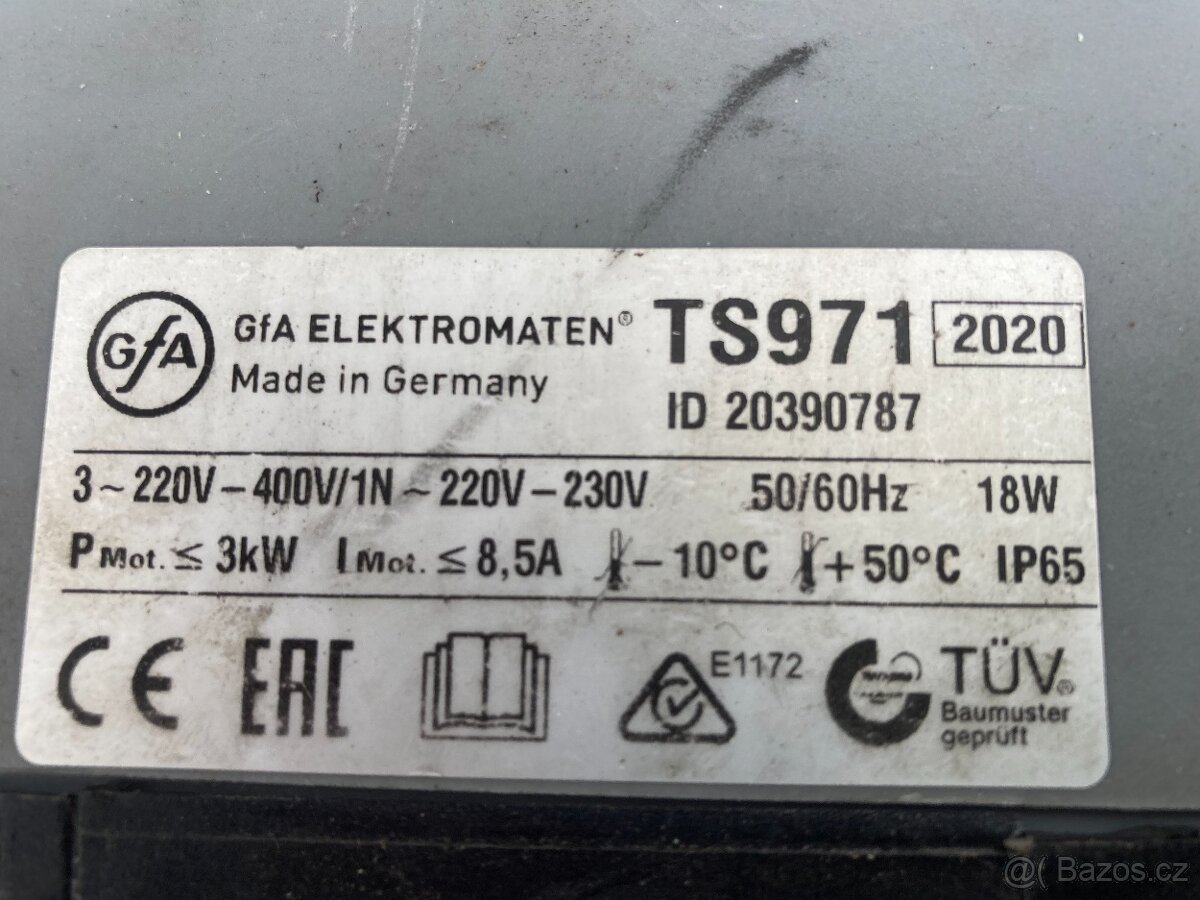 GfA
GfA ELEKTROMATEN®
Made in Germany
TS971 2020
ID 20390787
3~220V–400V/1N~220V–230V 50/60Hz 18W
PMot. ≤ 3kW IMot. ≤ 8,5A –10°C +50°C IP65
CE EAC E1172 TÜV®
Baumuster
geprüft
@( Bazos.cz